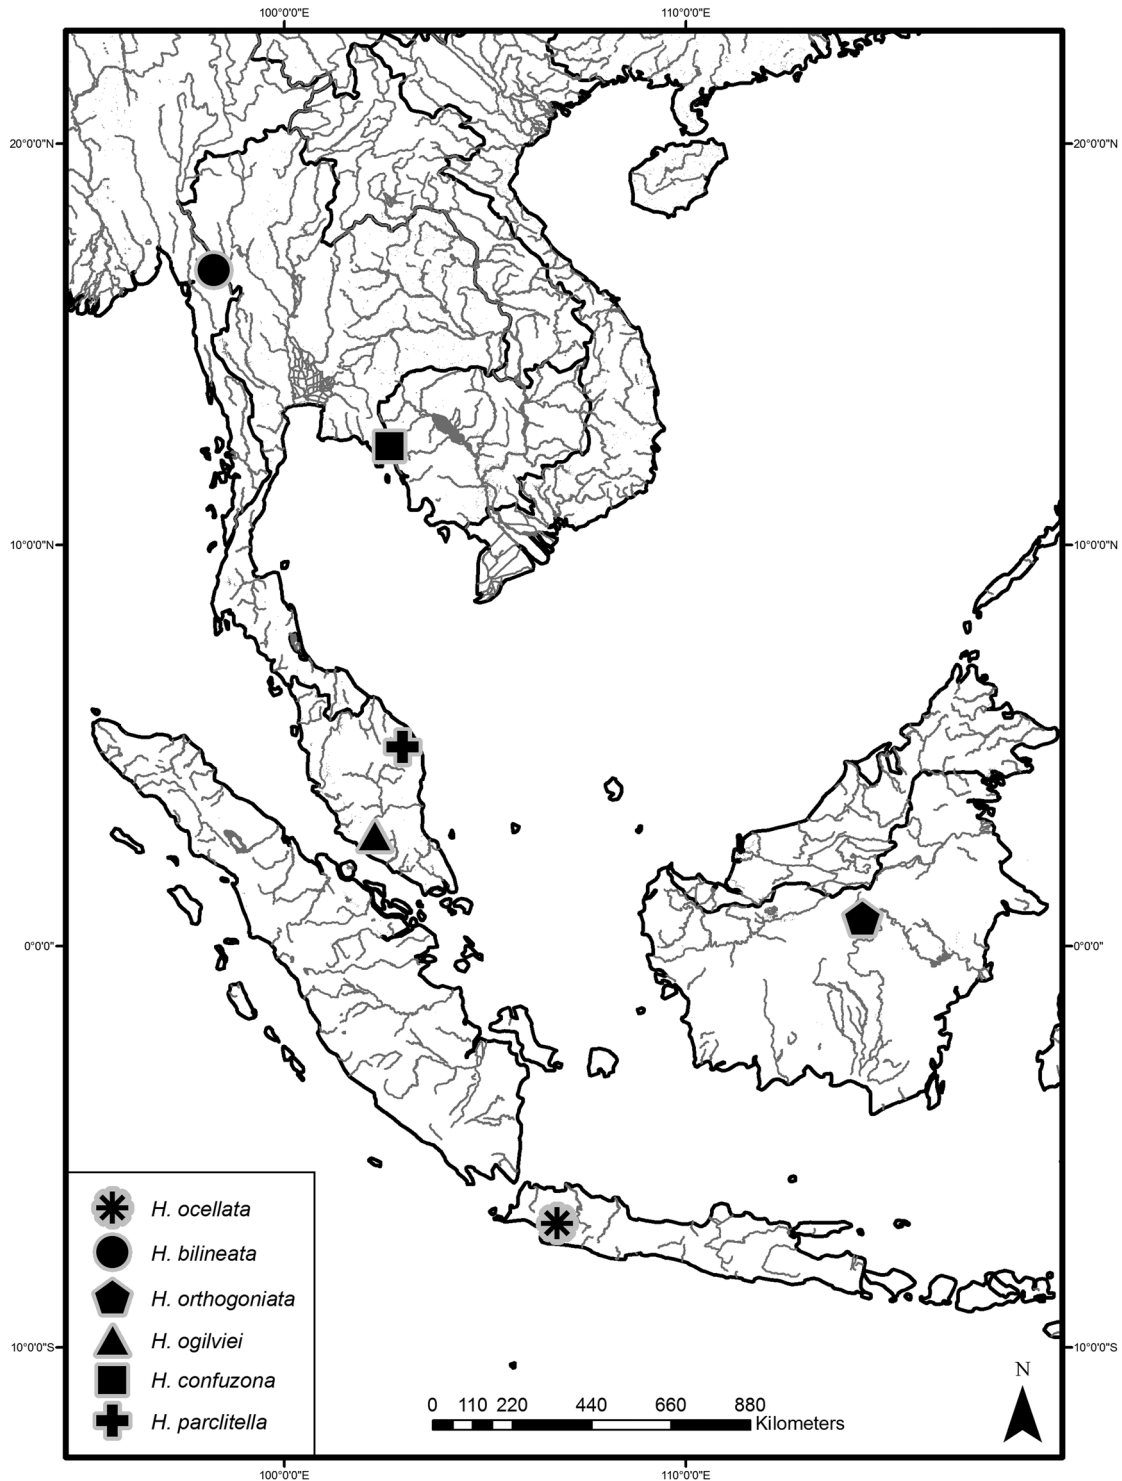 100°0'0"E 110°0'0"E
20°0'0"N 20°0'0"N
10°0'0"N 10°0'0"N
0°0'0" 0°0'0"
H. ocellata
H. bilineata
H. orthogoniata
H. ogilviei
H. confuzona
H. parclitella
10°0'0"S 10°0'0"S
N
0 110 220 440 660 880
Kilometers
100°0'0"E 110°0'0"E